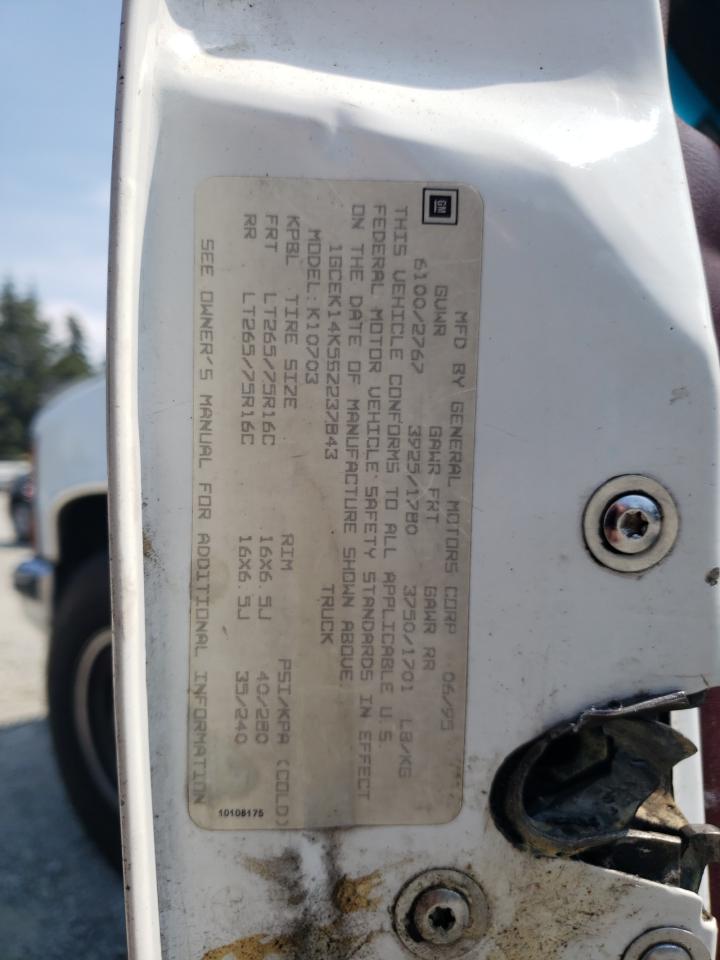 GM
MFD BY GENERAL MOTORS CORP 06/95
GVWR GAWR FRT GAWR RR
6100/2767 3925/1780 3750/1701 LB/KG
THIS VEHICLE CONFORMS TO ALL APPLICABLE U.S.
FEDERAL MOTOR VEHICLE SAFETY STANDARDS IN EFFECT
ON THE DATE OF MANUFACTURE SHOWN ABOVE.
1GCEK14K5SZ237843 TRUCK
MODEL:K10703
KPBL TIRE SIZE RIM PSI/KPA (COLD)
FRT LT265/75R16C 16X6.5J 40/280
RR LT265/75R16C 16X6.5J 35/240
SEE OWNER'S MANUAL FOR ADDITIONAL INFORMATION
10108175